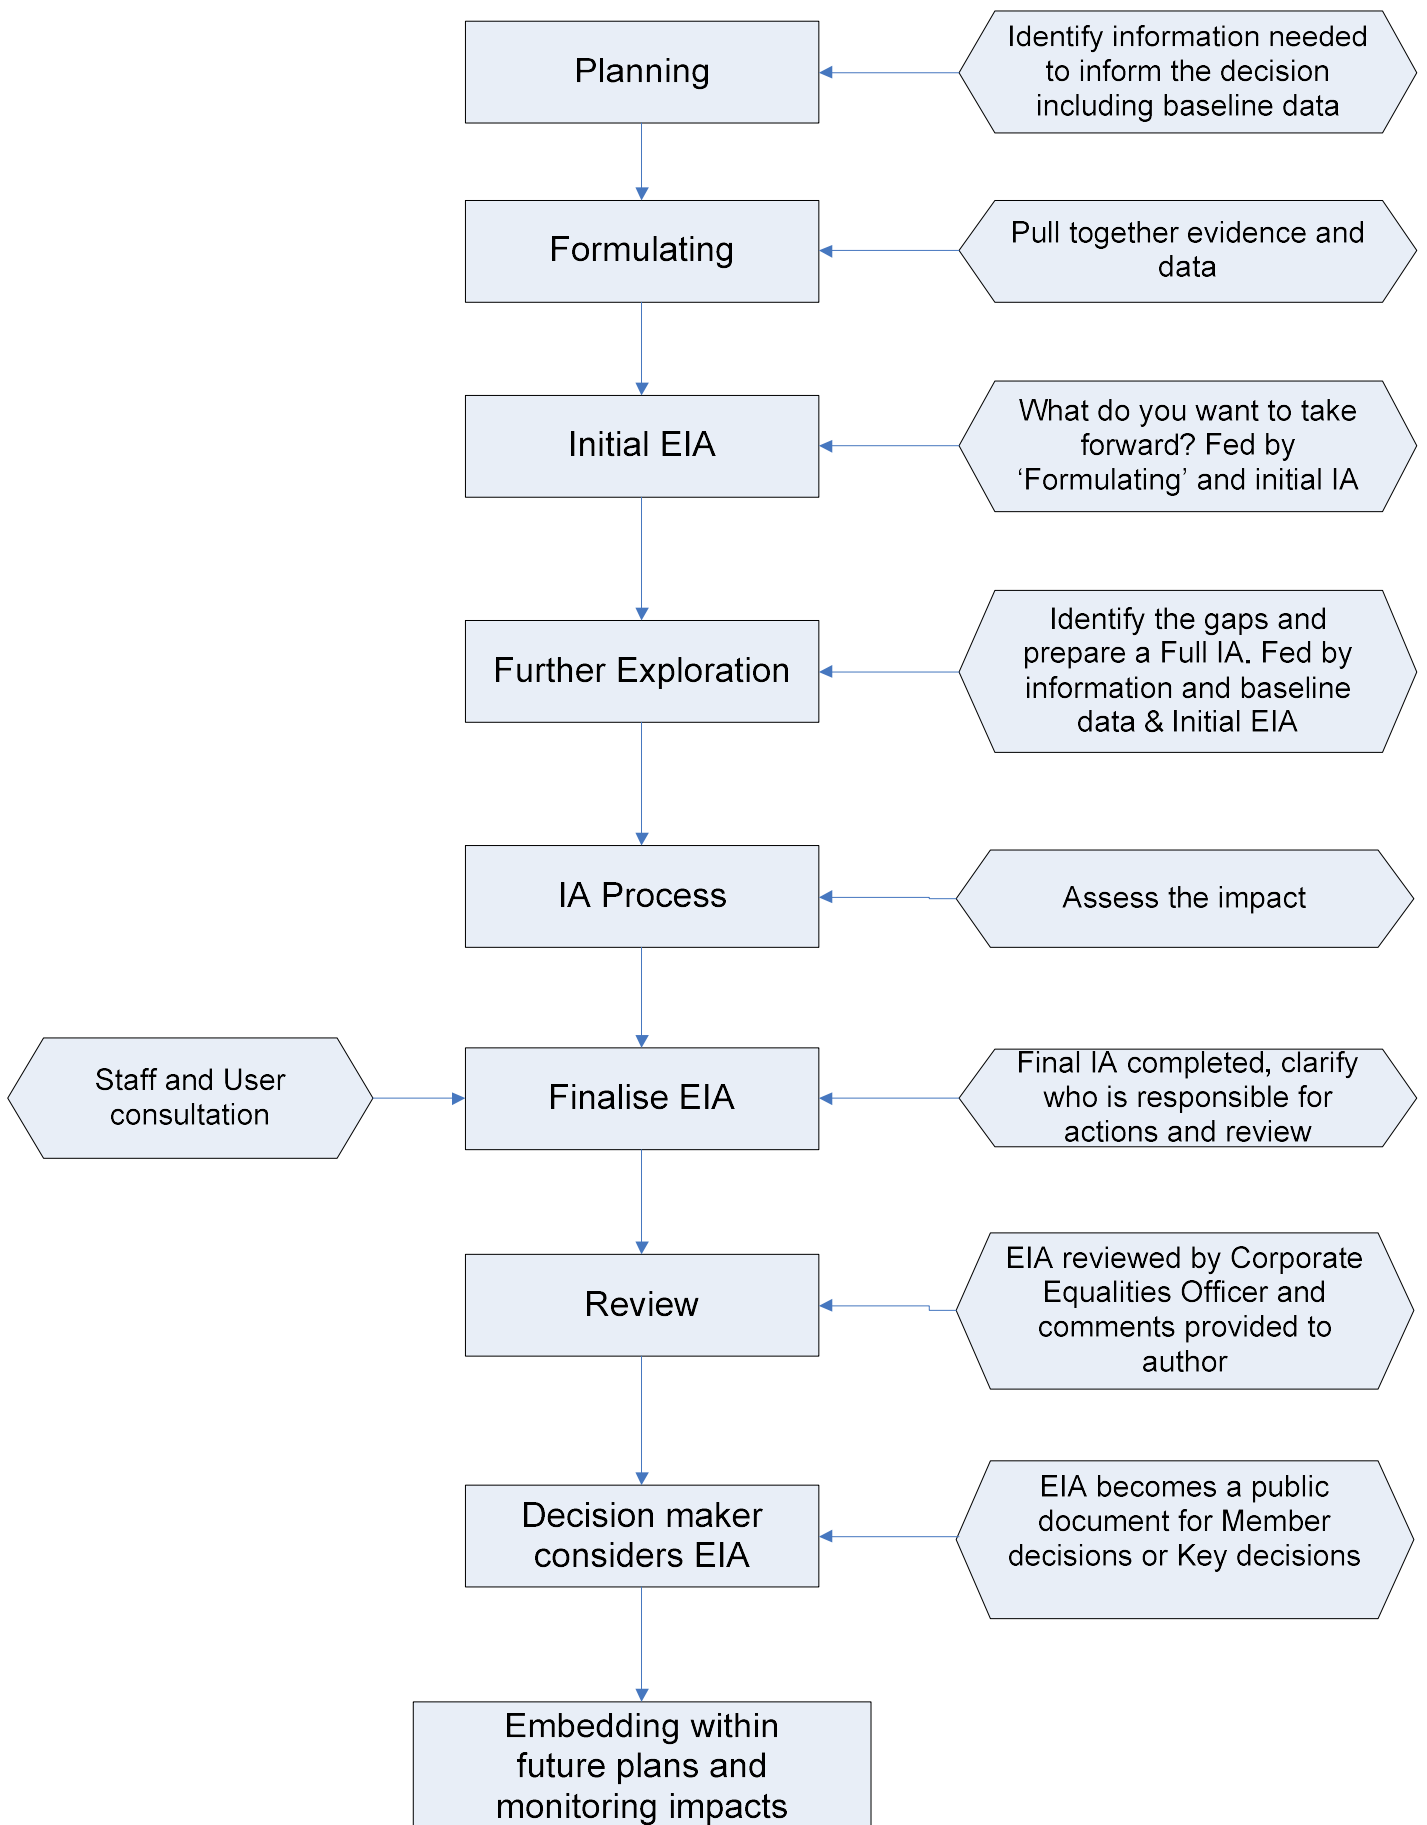 Planning
Identify information needed
to inform the decision
including baseline data
Formulating
Pull together evidence and
data
Initial EIA
What do you want to take
forward? Fed by
‘Formulating’ and initial IA
Further Exploration
Identify the gaps and
prepare a Full IA. Fed by
information and baseline
data & Initial EIA
IA Process
Assess the impact
Staff and User
consultation
Finalise EIA
Final IA completed, clarify
who is responsible for
actions and review
Review
EIA reviewed by Corporate
Equalities Officer and
comments provided to
author
Decision maker
considers EIA
EIA becomes a public
document for Member
decisions or Key decisions
Embedding within
future plans and
monitoring impacts